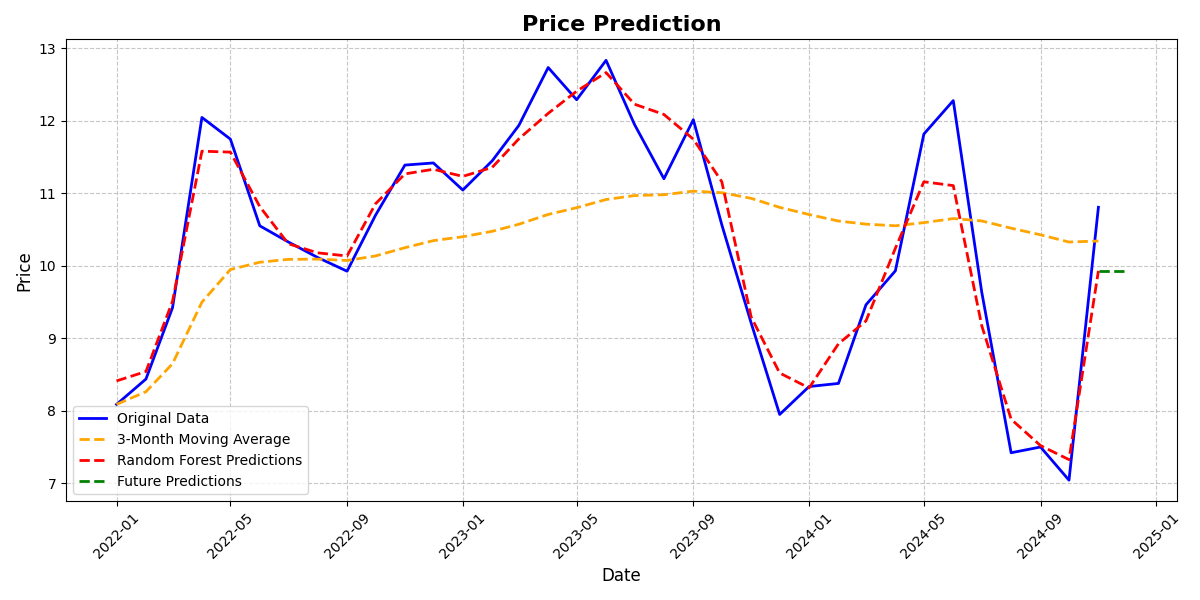 Price Prediction
Price
13
12
11
10
9
8
7
Original Data
3-Month Moving Average
Random Forest Predictions
Future Predictions
2022-01
2022-05
2022-09
2023-01
2023-05
2023-09
2024-01
2024-05
2024-09
2025-01
Date